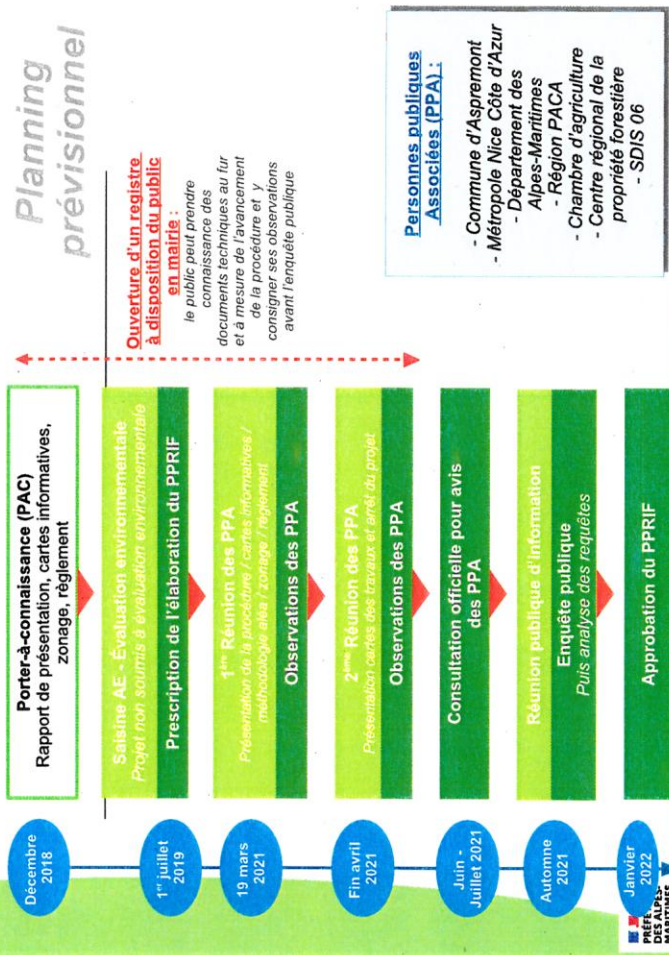 Planning
prévisionnel
Décembre
2018
Porter-à-connaissance (PAC)
Rapport de présentation, cartes informatives,
zonage, règlement
Saisine AE - Évaluation environnementale
Projet non soumis à évaluation environnementale
1er juillet
2019
Prescription de l'élaboration du PPRIF
19 mars
2021
1ère Réunion des PPA
Présentation de la procédure / cartes informatives /
méthodologie aléa / zonage / règlement
Observations des PPA
Fin avril
2021
2ème Réunion des PPA
Présentation cartes des travaux et arrêt du projet
Observations des PPA
Juin -
Juillet 2021
Consultation officielle pour avis
des PPA
Automne
2021
Réunion publique d'information
Enquête publique
Puis analyse des requêtes
Janvier
2022
Approbation du PPRIF
Ouverture d'un registre
à disposition du public
en mairie :
le public peut prendre
connaissance des
documents techniques au fur
et à mesure de l'avancement
de la procédure et y
consigner ses observations
avant l'enquête publique
Personnes publiques
Associées (PPA) :
- Commune d'Aspremont
- Métropole Nice Côte d'Azur
- Département des
Alpes-Maritimes
- Région PACA
- Chambre d'agriculture
- Centre régional de la
propriété forestière
- SDIS 06
PRÉFE
DES ALPES-
MARITIMES